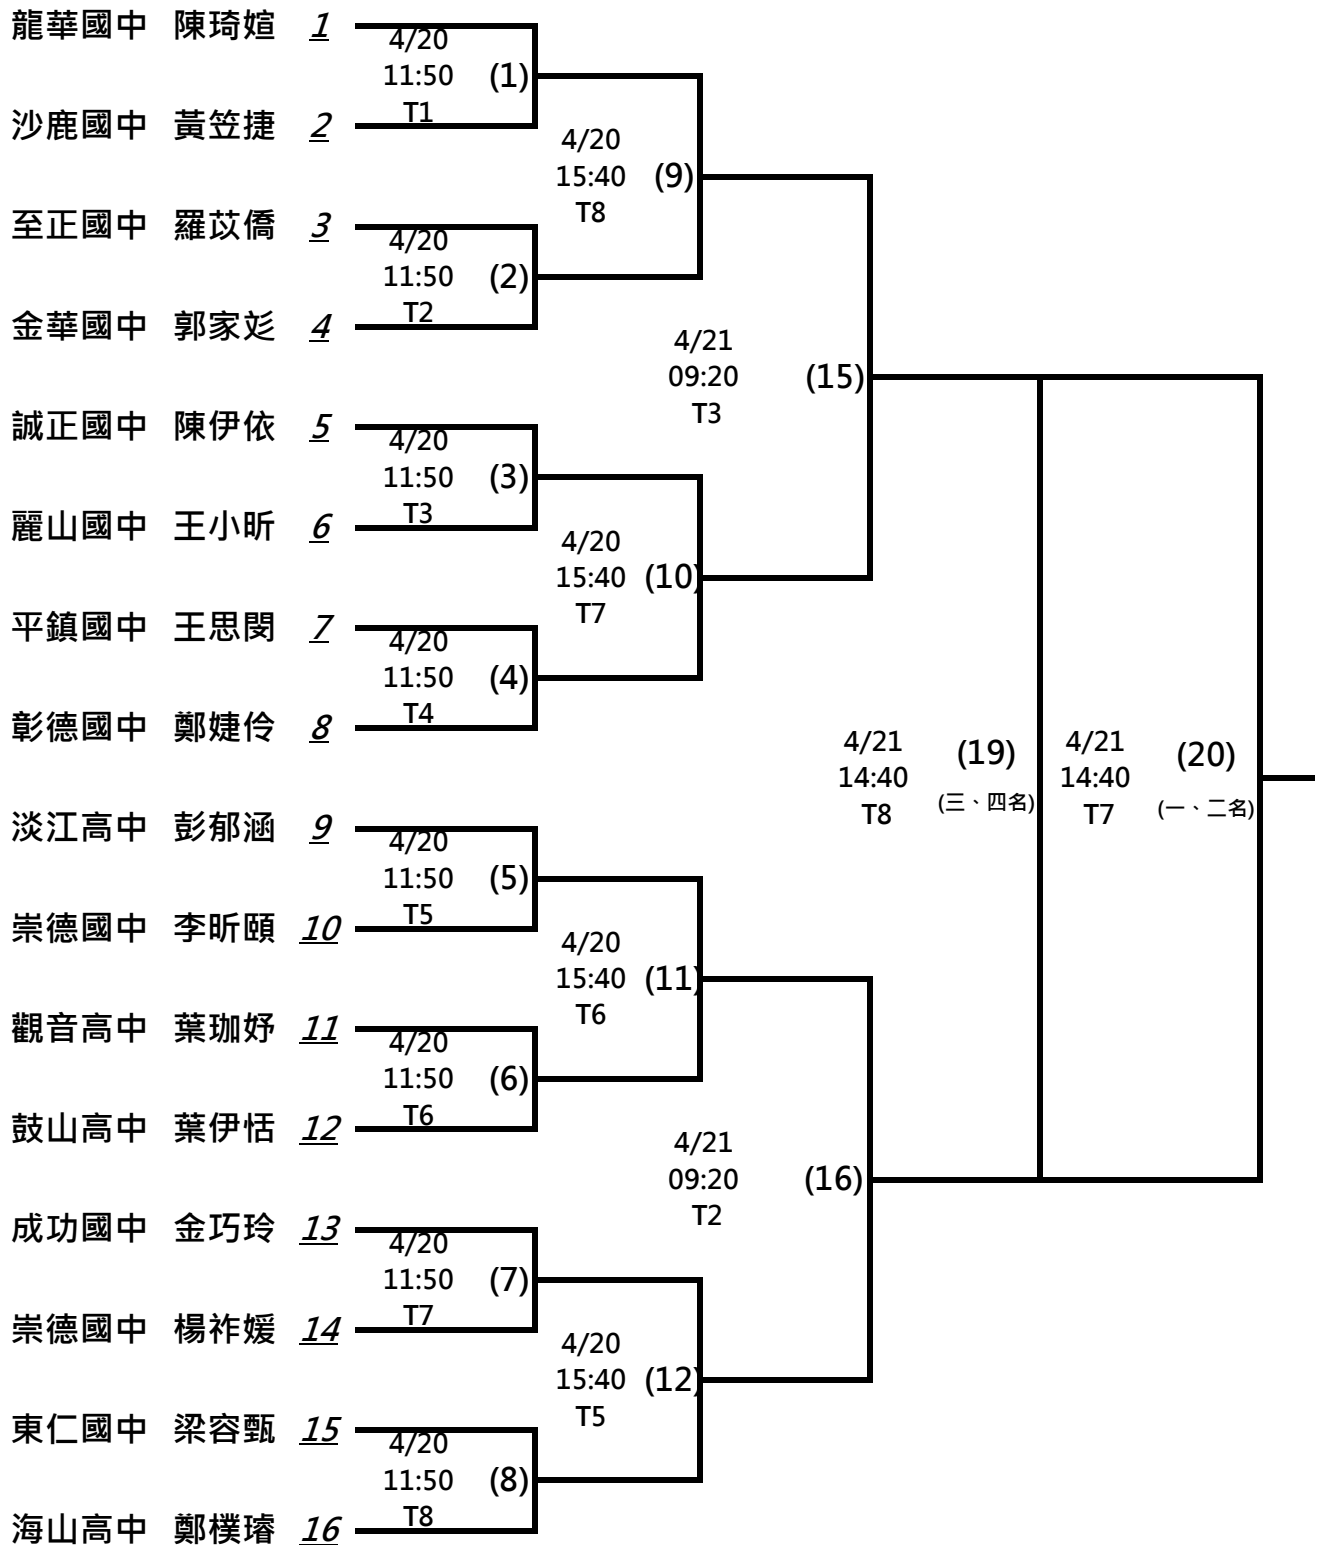 龍華國中 陳琦媗 1
4/20
11:50 (1)
T1
沙鹿國中 黃笠捷 2
4/20
15:40 (9)
T8
至正國中 羅苡僑 3
4/20
11:50 (2)
T2
金華國中 郭家彣 4
4/21
09:20 (15)
T3
誠正國中 陳伊依 5
4/20
11:50 (3)
T3
麗山國中 王小昕 6
4/20
15:40 (10)
T7
平鎮國中 王思閔 7
4/20
11:50 (4)
T4
彰德國中 鄭婕伶 8
4/21
14:40 (19)
T8 (三、四名)
4/21
14:40 (20)
T7 (一、二名)
淡江高中 彭郁涵 9
4/20
11:50 (5)
T5
崇德國中 李昕頤 10
4/20
15:40 (11)
T6
觀音高中 葉珈妤 11
4/20
11:50 (6)
T6
鼓山高中 葉伊恬 12
4/21
09:20 (16)
T2
成功國中 金巧玲 13
4/20
11:50 (7)
T7
崇德國中 楊祚媛 14
4/20
15:40 (12)
T5
東仁國中 梁容甄 15
4/20
11:50 (8)
T8
海山高中 鄭樸璿 16